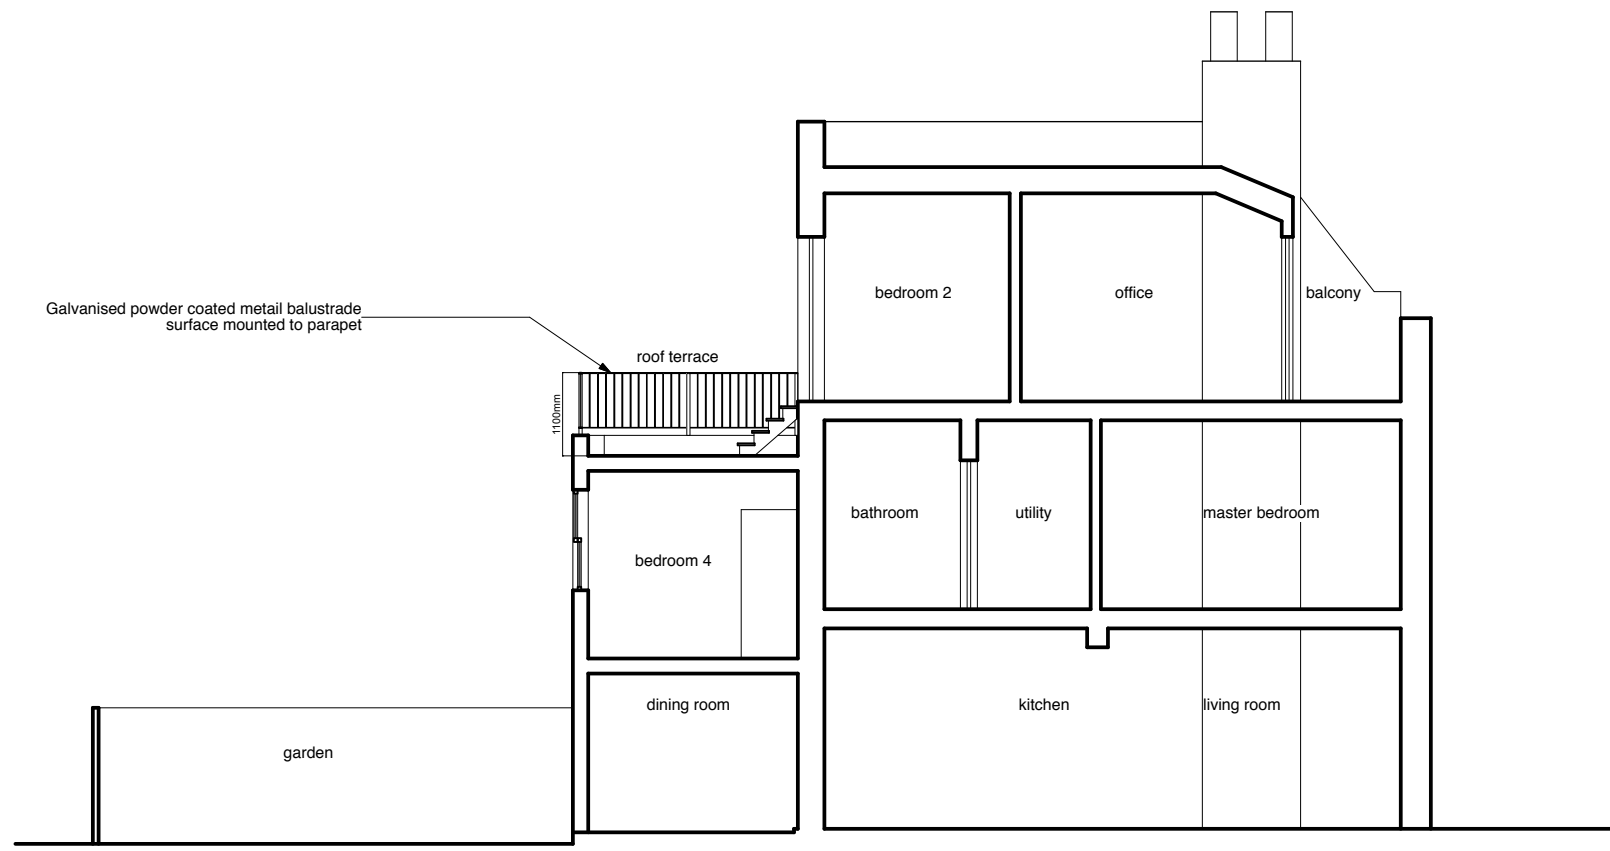 bedroom 2
office
balcony
Galvanised powder coated metail balustrade
surface mounted to parapet
roof terrace
1100mm
bathroom
utility
master bedroom
bedroom 4
dining room
kitchen
living room
garden